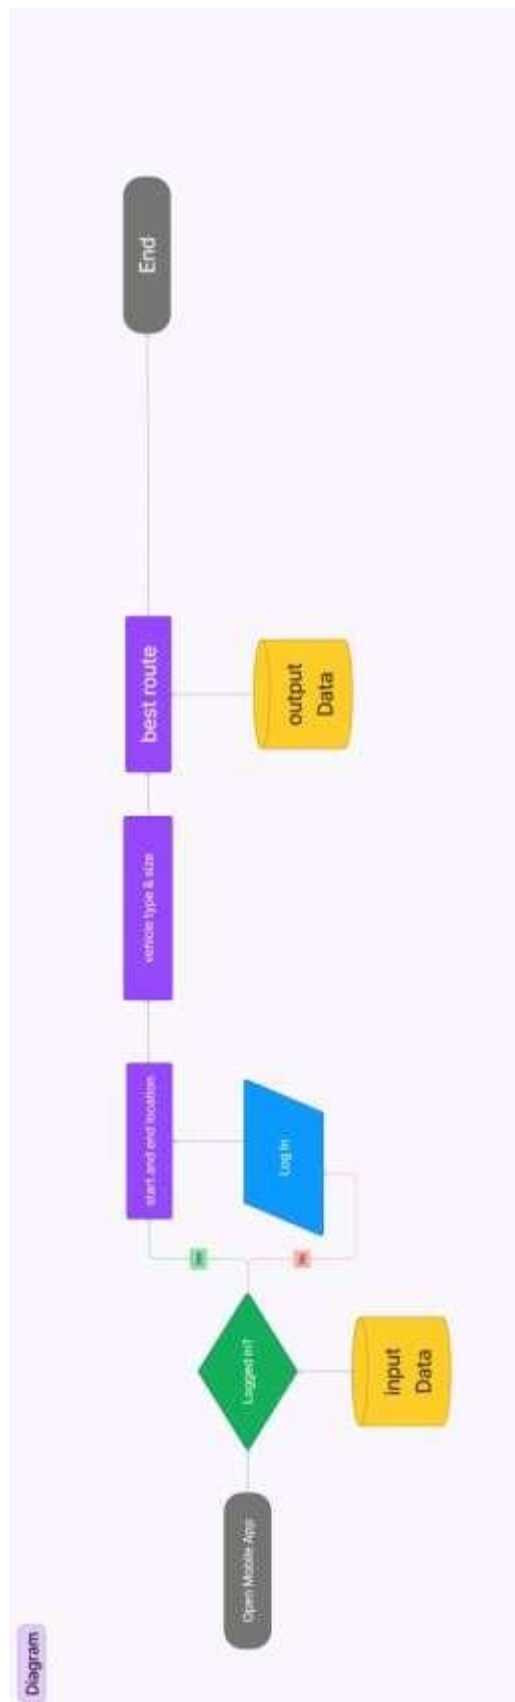 Diagram
Open Mobile App
Logged in?
input
Data
Log in
start and end location
vehicle type & size
best route
output
Data
End